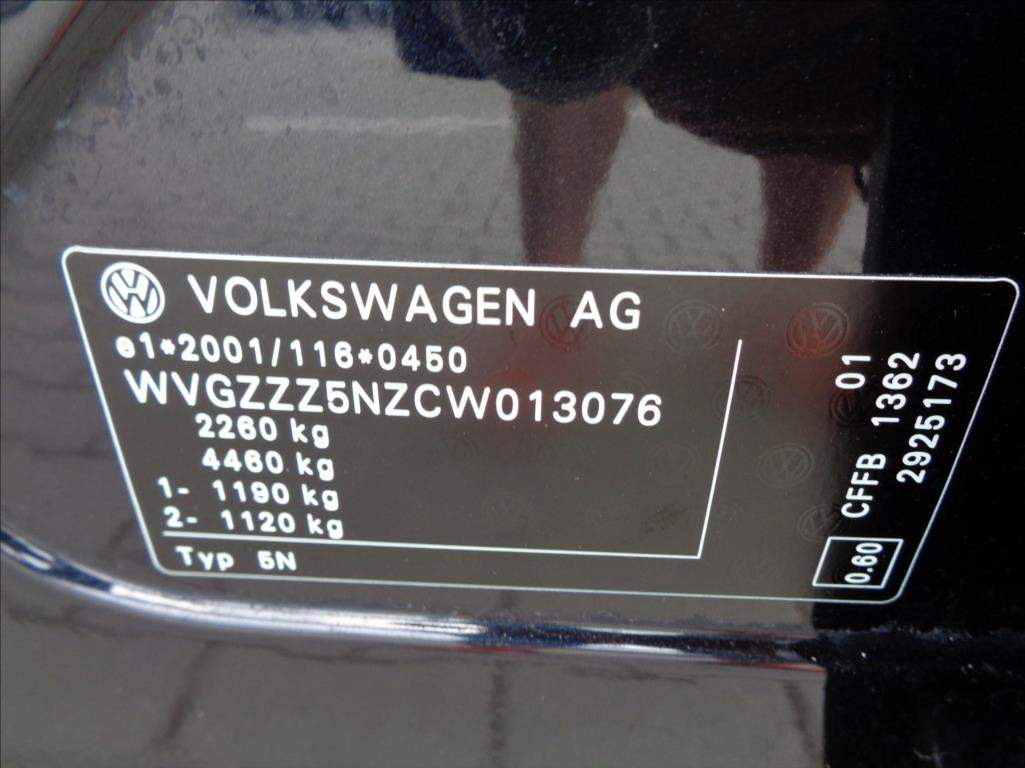 VOLKSWAGEN AG
e1*2001/116*0450
WVGZZZ5NZCW013076
2260 kg
4460 kg
1- 1190 kg
2- 1120 kg
Typ 5N
01
CFFB 1362
29251173
0.60